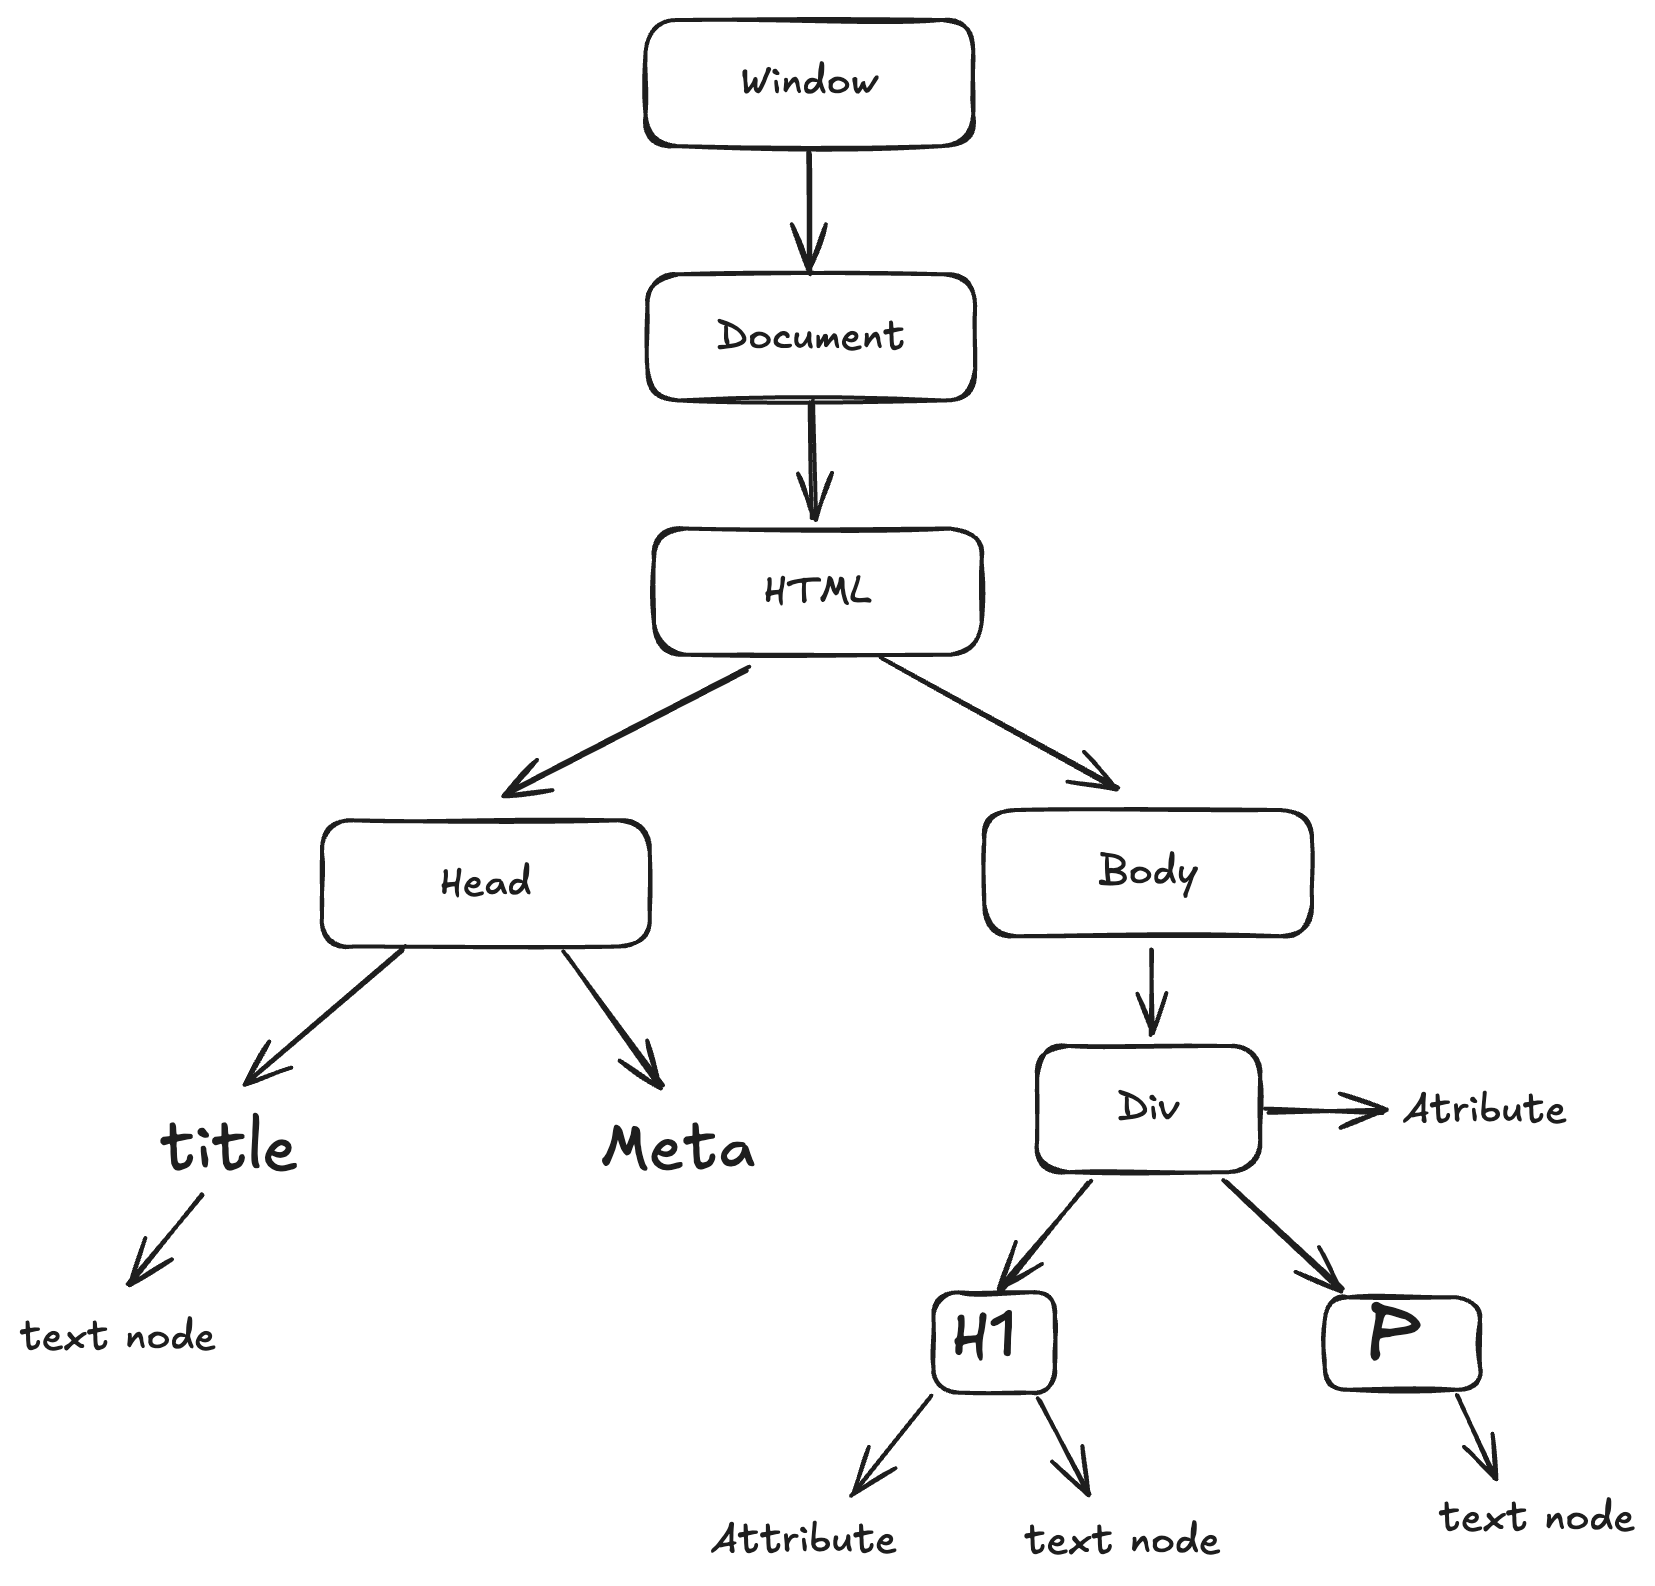 Window
Document
HTML
Head
Body
title
Meta
Div
Atribute
text node
H1
P
Attribute
text node
text node